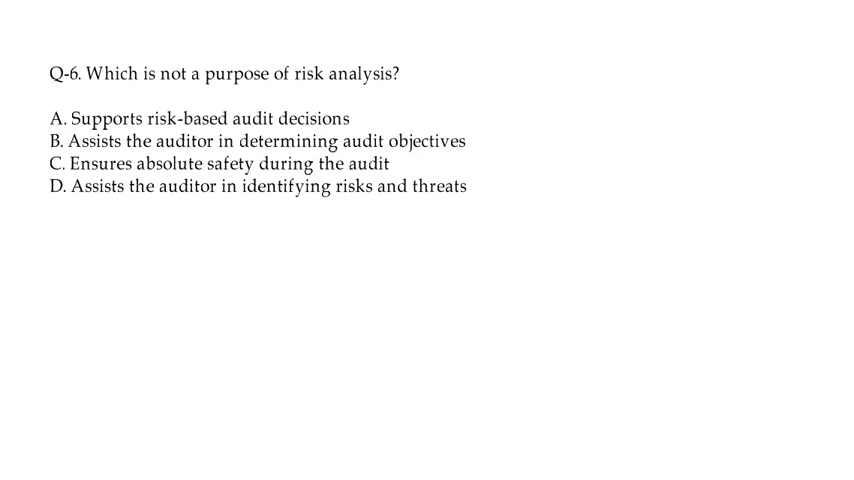 Q-6. Which is not a purpose of risk analysis?
A. Supports risk-based audit decisions
B. Assists the auditor in determining audit objectives
C. Ensures absolute safety during the audit
D. Assists the auditor in identifying risks and threats